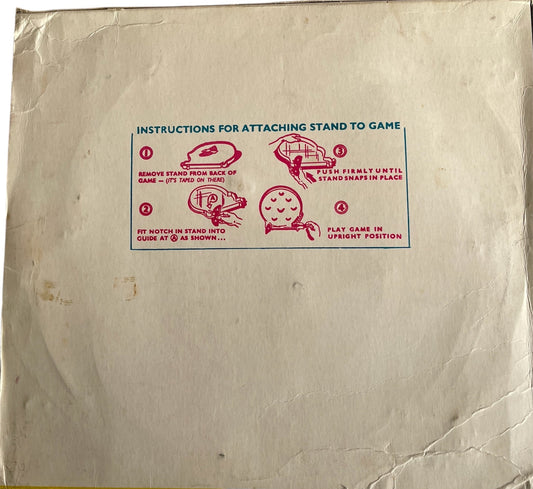 INSTRUCTIONS FOR ATTACHING STAND TO GAME
1
REMOVE STAND FROM BACK OF
GAME — (IT'S TAPED ON THERE)
2
A
FIT NOTCH IN STAND INTO
GUIDE AT A AS SHOWN...
3
PUSH FIRMLY UNTIL
STAND SNAPS IN PLACE
4
PLAY GAME IN
UPRIGHT POSITION